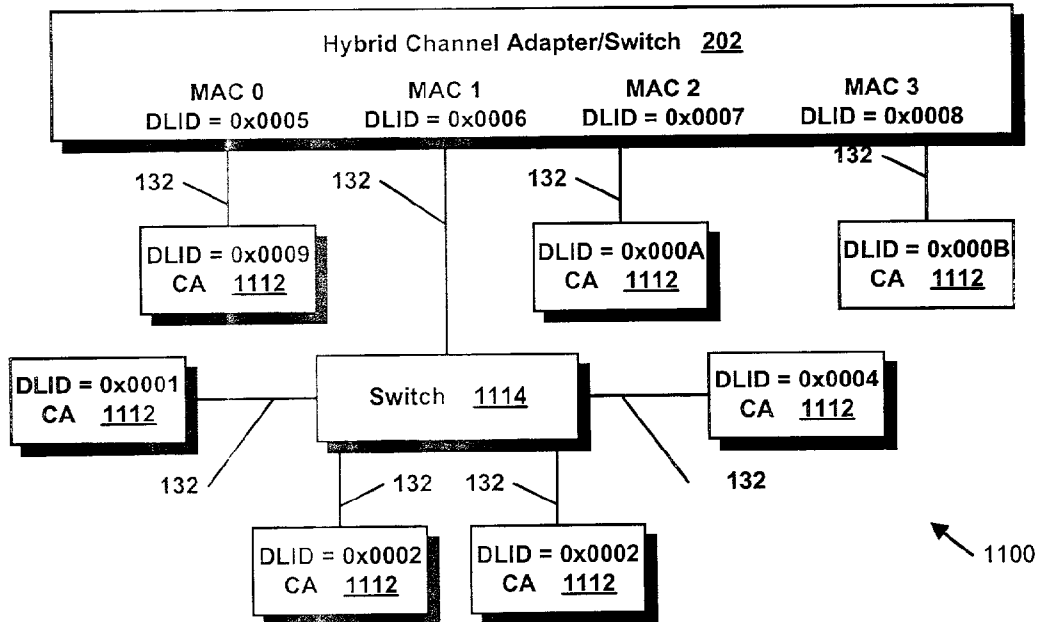 Hybrid Channel Adapter/Switch 202
MAC 0 MAC 1 MAC 2 MAC 3
DLID = 0x0005 DLID = 0x0006 DLID = 0x0007 DLID = 0x0008
132 132 132 132
DLID = 0x0009 DLID = 0x000A DLID = 0x000B
CA 1112 CA 1112 CA 1112
DLID = 0x0001 Switch 1114 DLID = 0x0004
CA 1112 CA 1112
132 132 132 132
DLID = 0x0002 DLID = 0x0002
CA 1112 CA 1112
1100